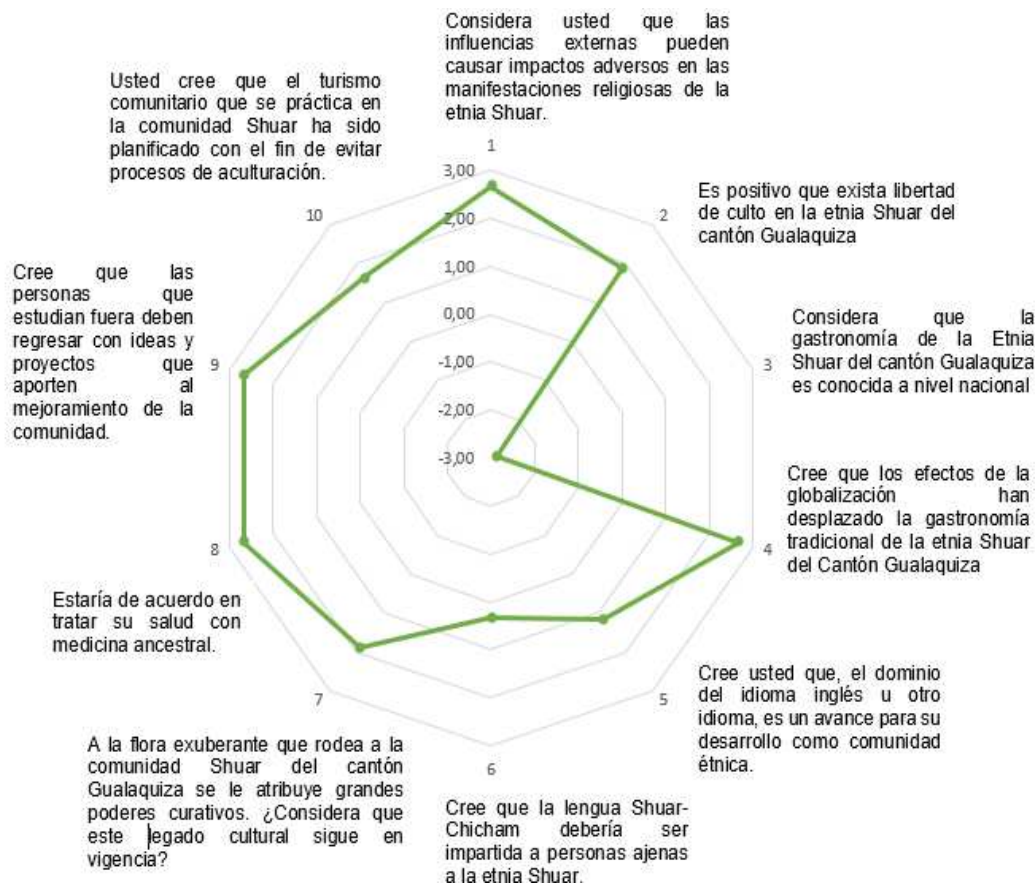 Considera usted que las
influencias externas pueden
causar impactos adversos en las
manifestaciones religiosas de la
etnia Shuar.
1
Es positivo que exista libertad
de culto en la etnia Shuar del
cantón Gualaquiza
2
Considera que la
gastronomía de la Etnia
Shuar del cantón Gualaquiza
es conocida a nivel nacional
3
Cree que los efectos de la
globalización han
desplazado la gastronomía
tradicional de la etnia Shuar
del Cantón Gualaquiza
4
Cree usted que, el dominio
del idioma inglés u otro
idioma, es un avance para su
desarrollo como comunidad
étnica.
5
6
Cree que la lengua Shuar-
Chicham debería ser
impartida a personas ajenas
a la etnia Shuar.
7
A la flora exuberante que rodea a la
comunidad Shuar del cantón
Gualaquiza se le atribuye grandes
poderes curativos. ¿Considera que
este legado cultural sigue en
vigencia?
8
Estaría de acuerdo en
tratar su salud con
medicina ancestral.
9
Cree que las
personas que
estudian fuera deben
regresar con ideas y
proyectos que
aporten al
mejoramiento de la
comunidad.
10
Usted cree que el turismo
comunitario que se práctica en
la comunidad Shuar ha sido
planificado con el fin de evitar
procesos de aculturación.
3,00
2,00
1,00
0,00
-1,00
-2,00
-3,00